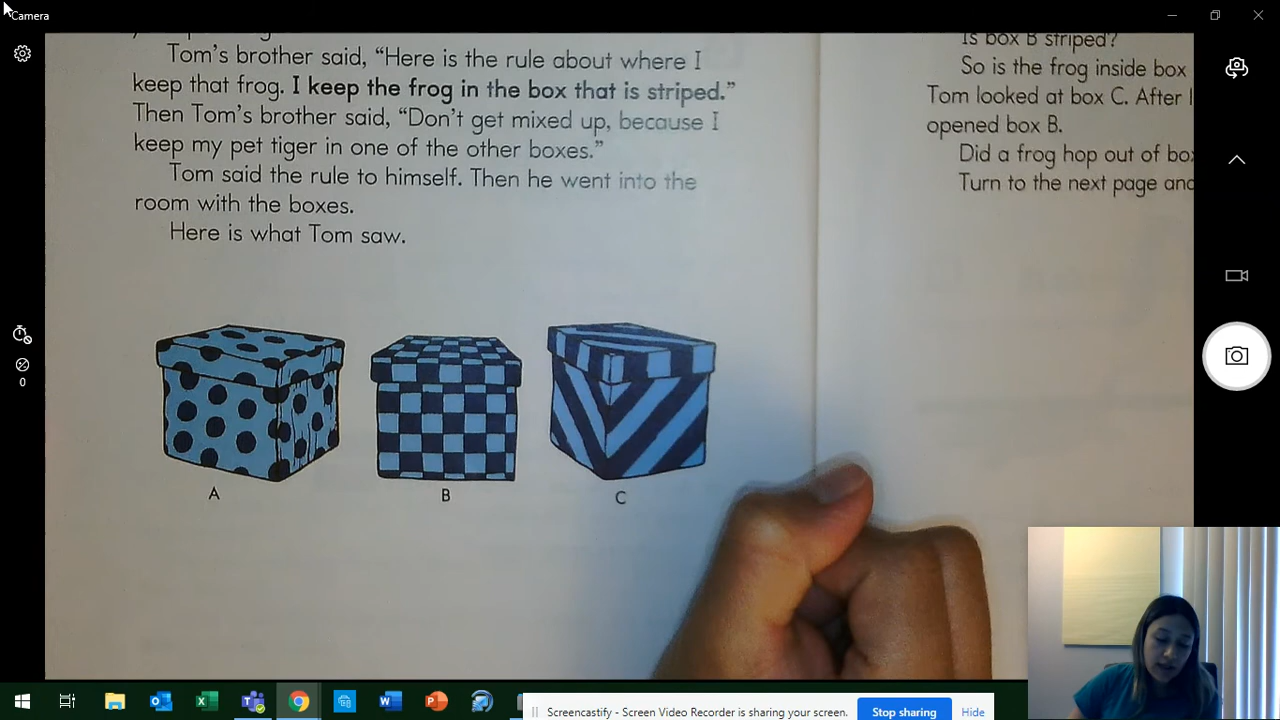 Camera
Tom's brother said, “Here is the rule about where I
keep that frog. I keep the frog in the box that is striped.”
Then Tom's brother said, “Don't get mixed up, because I
keep my pet tiger in one of the other boxes.”
Tom said the rule to himself. Then he went into the
room with the boxes.
Here is what Tom saw.
A
B
C
Is box B striped?
So is the frog inside box
Tom looked at box C. After
opened box B.
Did a frog hop out of
Turn to the next page
0
Screencastify - Screen Video Recorder is sharing your screen.
Stop sharing
Hide